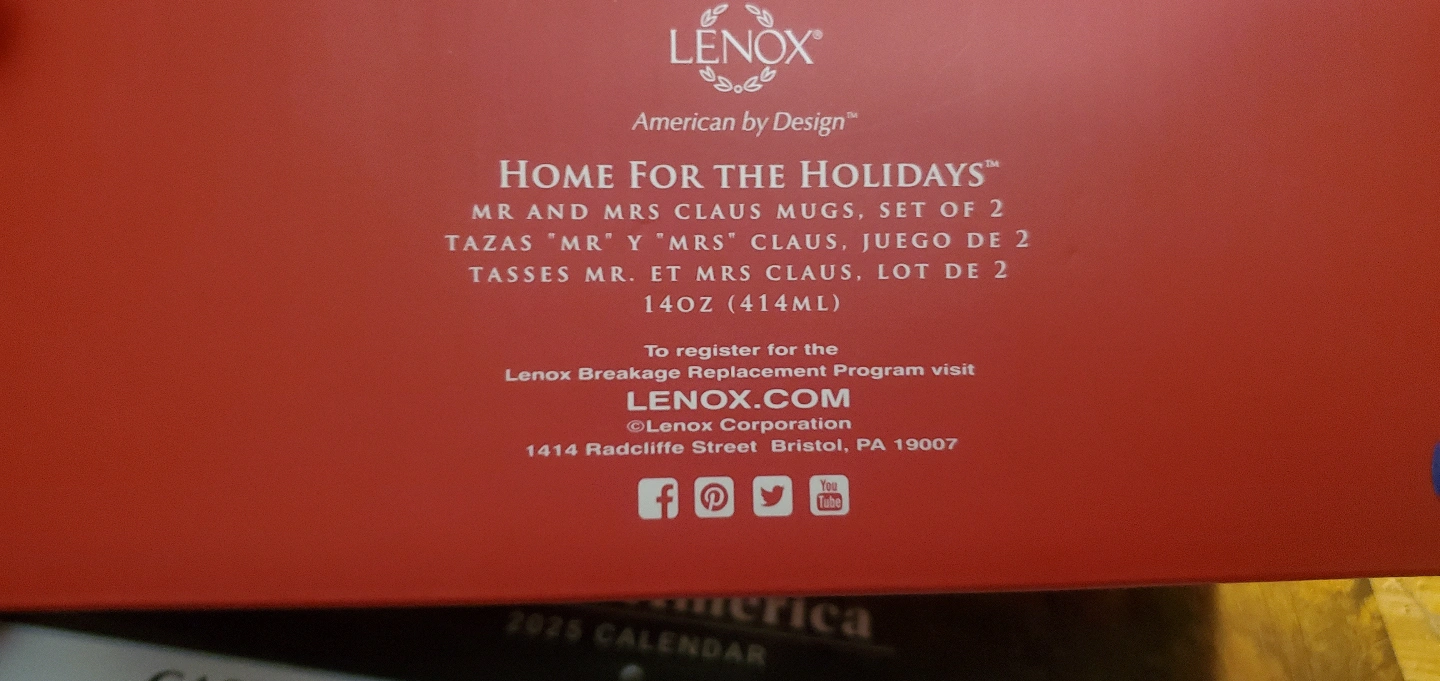 LENOX®
American by Design™
HOME FOR THE HOLIDAYS™
MR AND MRS CLAUS MUGS, SET OF 2
TAZAS "MR" Y "MRS" CLAUS, JUEGO DE 2
TASSES MR. ET MRS CLAUS, LOT DE 2
14OZ (414ML)
To register for the
Lenox Breakage Replacement Program visit
LENOX.COM
©Lenox Corporation
1414 Radcliffe Street Bristol, PA 19007
You
Tube
America
2025 CALENDAR